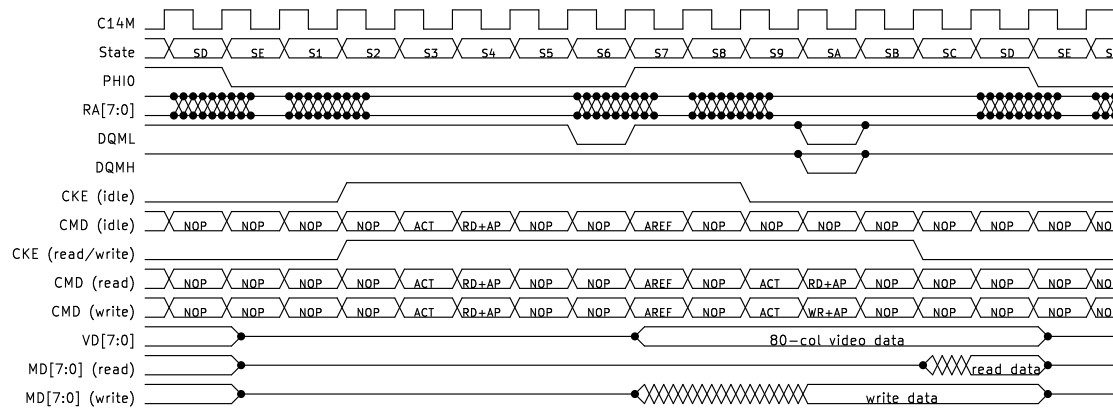 C14M
State SD SE S1 S2 S3 S4 S5 S6 S7 S8 S9 SA SB SC SD SE S
PHI0
RA[7:0]
DQML
DQMH
CKE (idle)
CMD (idle) NOP NOP NOP NOP ACT RD+AP NOP NOP AREF NOP NOP NOP NOP NOP NOP NOP NO
CKE (read/write)
CMD (read) NOP NOP NOP NOP ACT RD+AP NOP NOP AREF NOP ACT RD+AP NOP NOP NOP NOP NO
CMD (write) NOP NOP NOP NOP ACT RD+AP NOP NOP AREF NOP ACT WR+AP NOP NOP NOP NOP NO
VD[7:0] 80-col video data
MD[7:0] (read) read data
MD[7:0] (write) write data